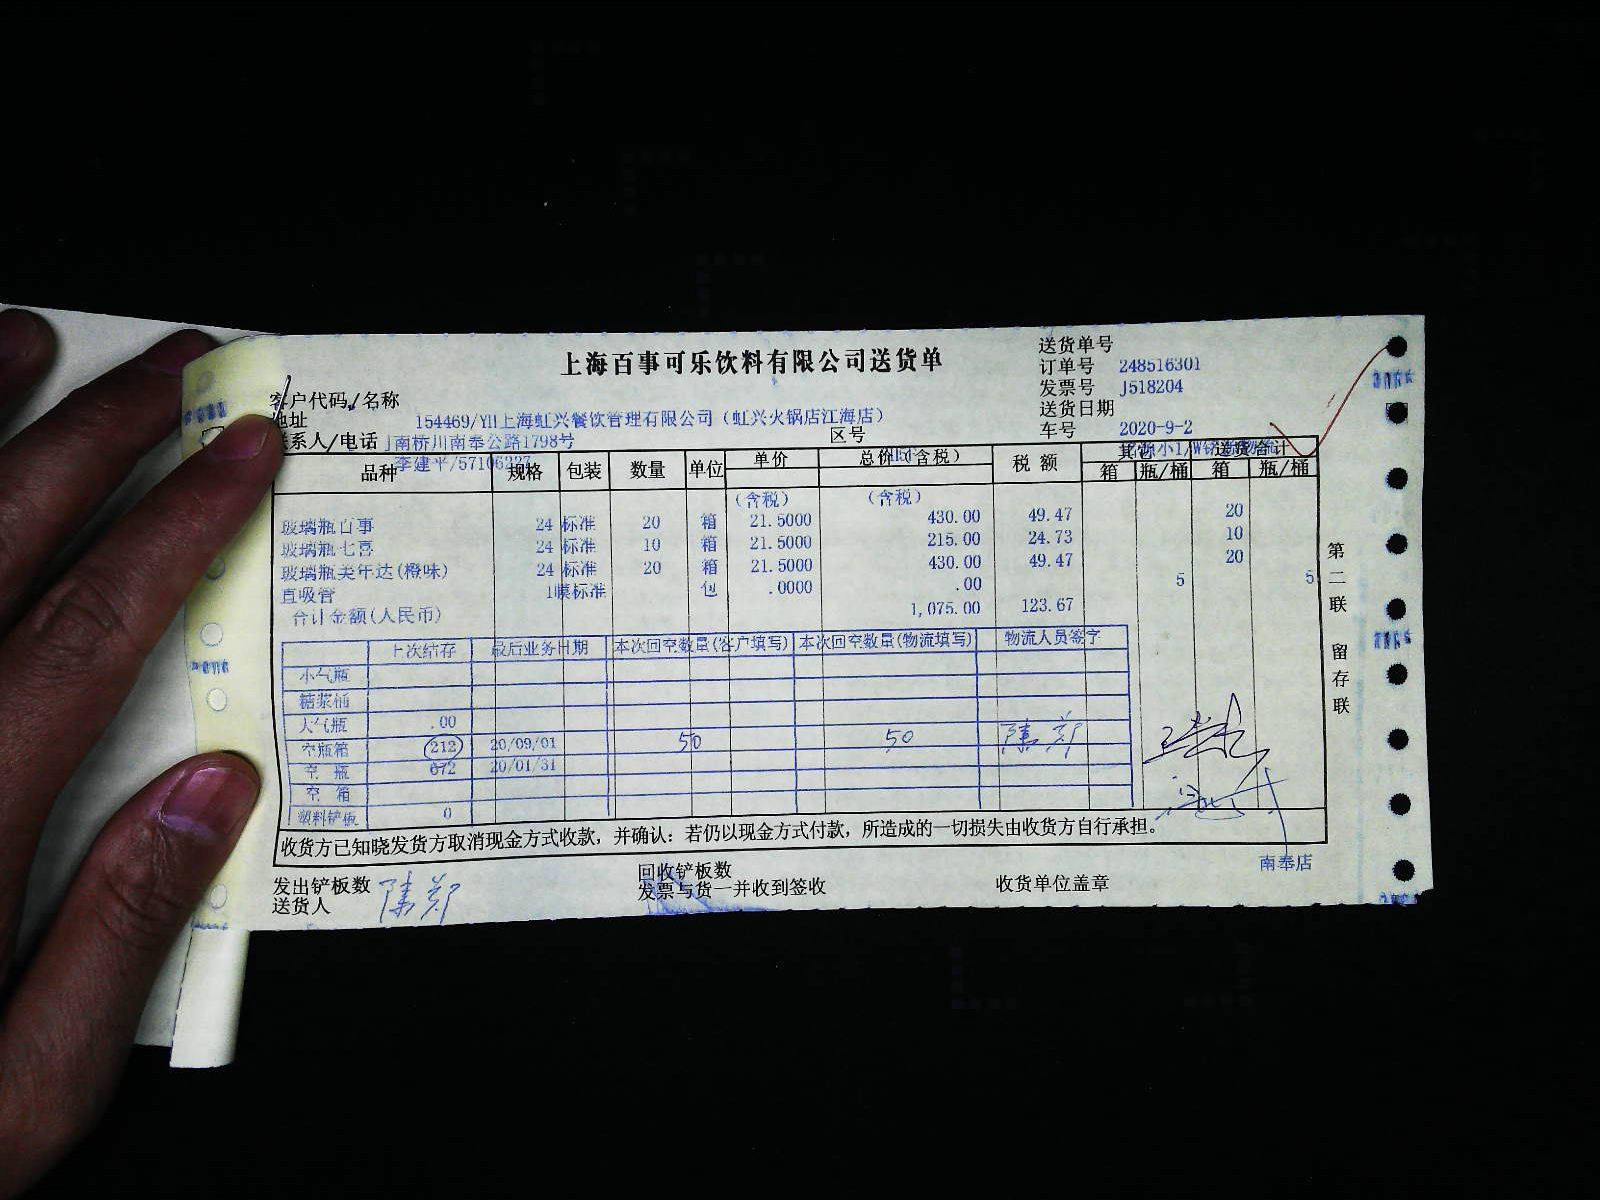 上海百事可乐饮料有限公司送货单
送货单号
订单号 248516301
发票号 J518204
送货日期
车号 2020-9-2
客户代码/名称
地址 154469/YH上海虹兴餐饮管理有限公司（虹兴火锅店江海店）
联系人/电话 南桥川南奉公路1798号 区号
李建平/57106227
品种 规格 包装 数量 单位 单价 总价(含税) 税额 其它 送货合计
箱 瓶/桶 箱 瓶/桶
(含税) (含税)
玻璃瓶百事 24 标准 20 箱 21.5000 430.00 49.47 20
玻璃瓶七喜 24 标准 10 箱 21.5000 215.00 24.73 10
玻璃瓶美年达(橙味) 24 标准 20 箱 21.5000 430.00 49.47 20
直吸管 1 膜标准 包 .0000 .00 5 5
合计金额(人民币) 1,075.00 123.67
上次结存 最后业务日期 本次回空数量(客户填写) 本次回空数量(物流填写) 物流人员签字
小气瓶
糖浆桶
大气瓶 .00
空瓶箱 212 20/09/01 50 50
空瓶 672 20/01/31
空箱
塑料铲板 0
收货方已知晓发货方取消现金方式收款，并确认：若仍以现金方式付款，所造成的一切损失由收货方自行承担。
南奉店
发出铲板数 回收铲板数
送货人 发票与货一并收到签收 收货单位盖章
第二联 留存联